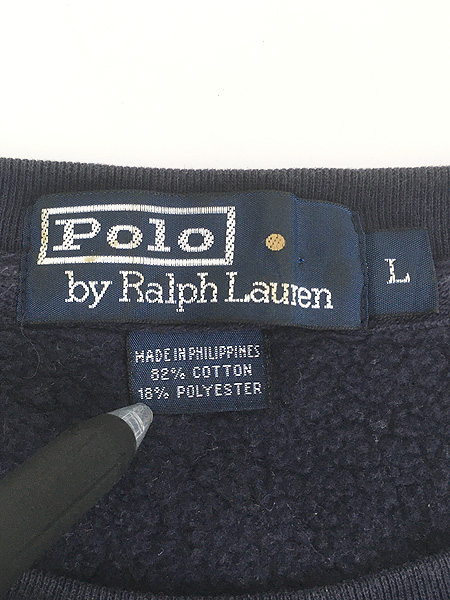 Polo
by Ralph Lauren
L
MADE IN PHILIPPINES
82% COTTON
18% POLYESTER